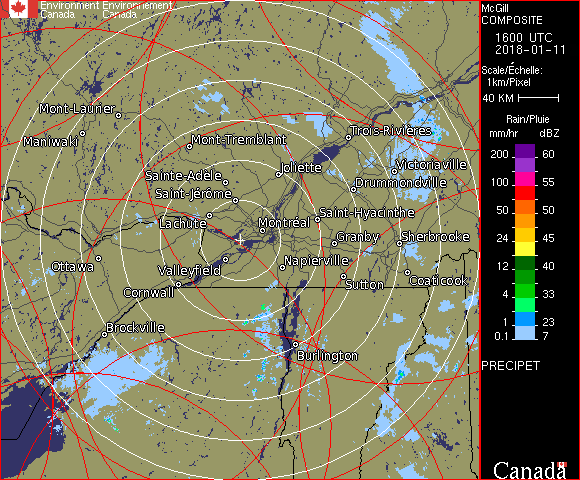 Environment Environnement
Canada Canada
McGill
COMPOSITE
1600 UTC
2018-01-11
Scale/Échelle:
1km/Pixel
40 KM
Rain/Pluie
mm/hr dBZ
200 60
55
100 55
50 50
24 45
12 40
4 33
1 23
0.1 7
PRECIPET
Canada
Mont-Laurier
Maniwaki
Mont-Tremblant
Trois-Rivières
Sainte-Adèle
Joliette
Victoriaville
Saint-Jérôme
Drummondville
Lachute
Montréal
Saint-Hyacinthe
Granby
Sherbrooke
Ottawa
Valleyfield
Napierville
Cornwall
Sutton
Coaticook
Brockville
Burlington